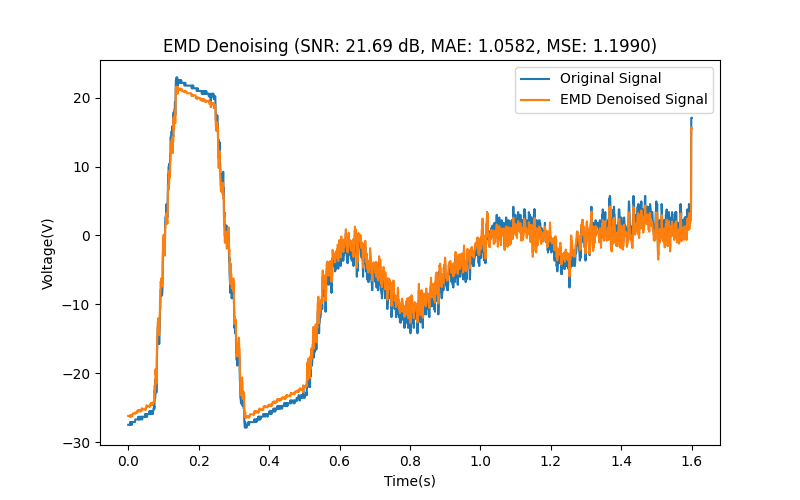 EMD Denoising (SNR: 21.69 dB, MAE: 1.0582, MSE: 1.1990)
Original Signal
EMD Denoised Signal
20
10
0
−10
−20
−30
Voltage(V)
0.0 0.2 0.4 0.6 0.8 1.0 1.2 1.4 1.6
Time(s)